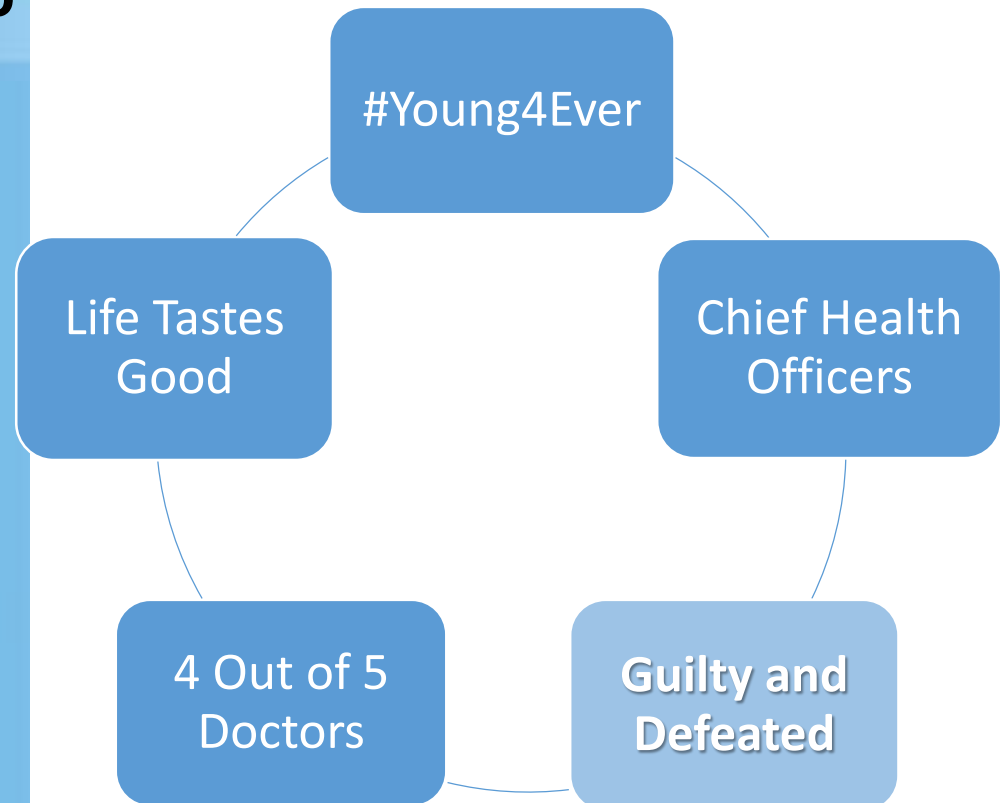 #Young4Ever
Life Tastes
Good
Chief Health
Officers
4 Out of 5
Doctors
Guilty and
Defeated